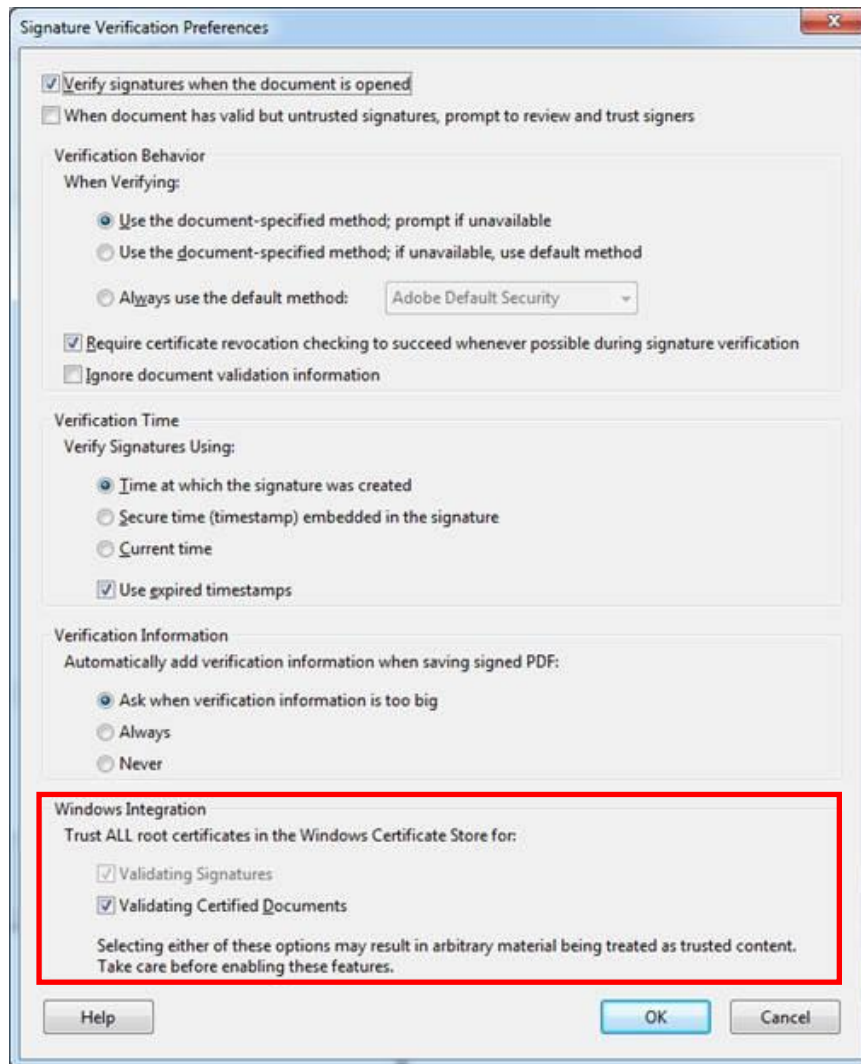 Signature Verification Preferences
Verify signatures when the document is opened
When document has valid but untrusted signatures, prompt to review and trust signers
Verification Behavior
When Verifying:
Use the document-specified method; prompt if unavailable
Use the document-specified method; if unavailable, use default method
Always use the default method: Adobe Default Security
Require certificate revocation checking to succeed whenever possible during signature verification
Ignore document validation information
Verification Time
Verify Signatures Using:
Time at which the signature was created
Secure time (timestamp) embedded in the signature
Current time
Use expired timestamps
Verification Information
Automatically add verification information when saving signed PDF:
Ask when verification information is too big
Always
Never
Windows Integration
Trust ALL root certificates in the Windows Certificate Store for:
Validating Signatures
Validating Certified Documents
Selecting either of these options may result in arbitrary material being treated as trusted content.
Take care before enabling these features.
Help OK Cancel